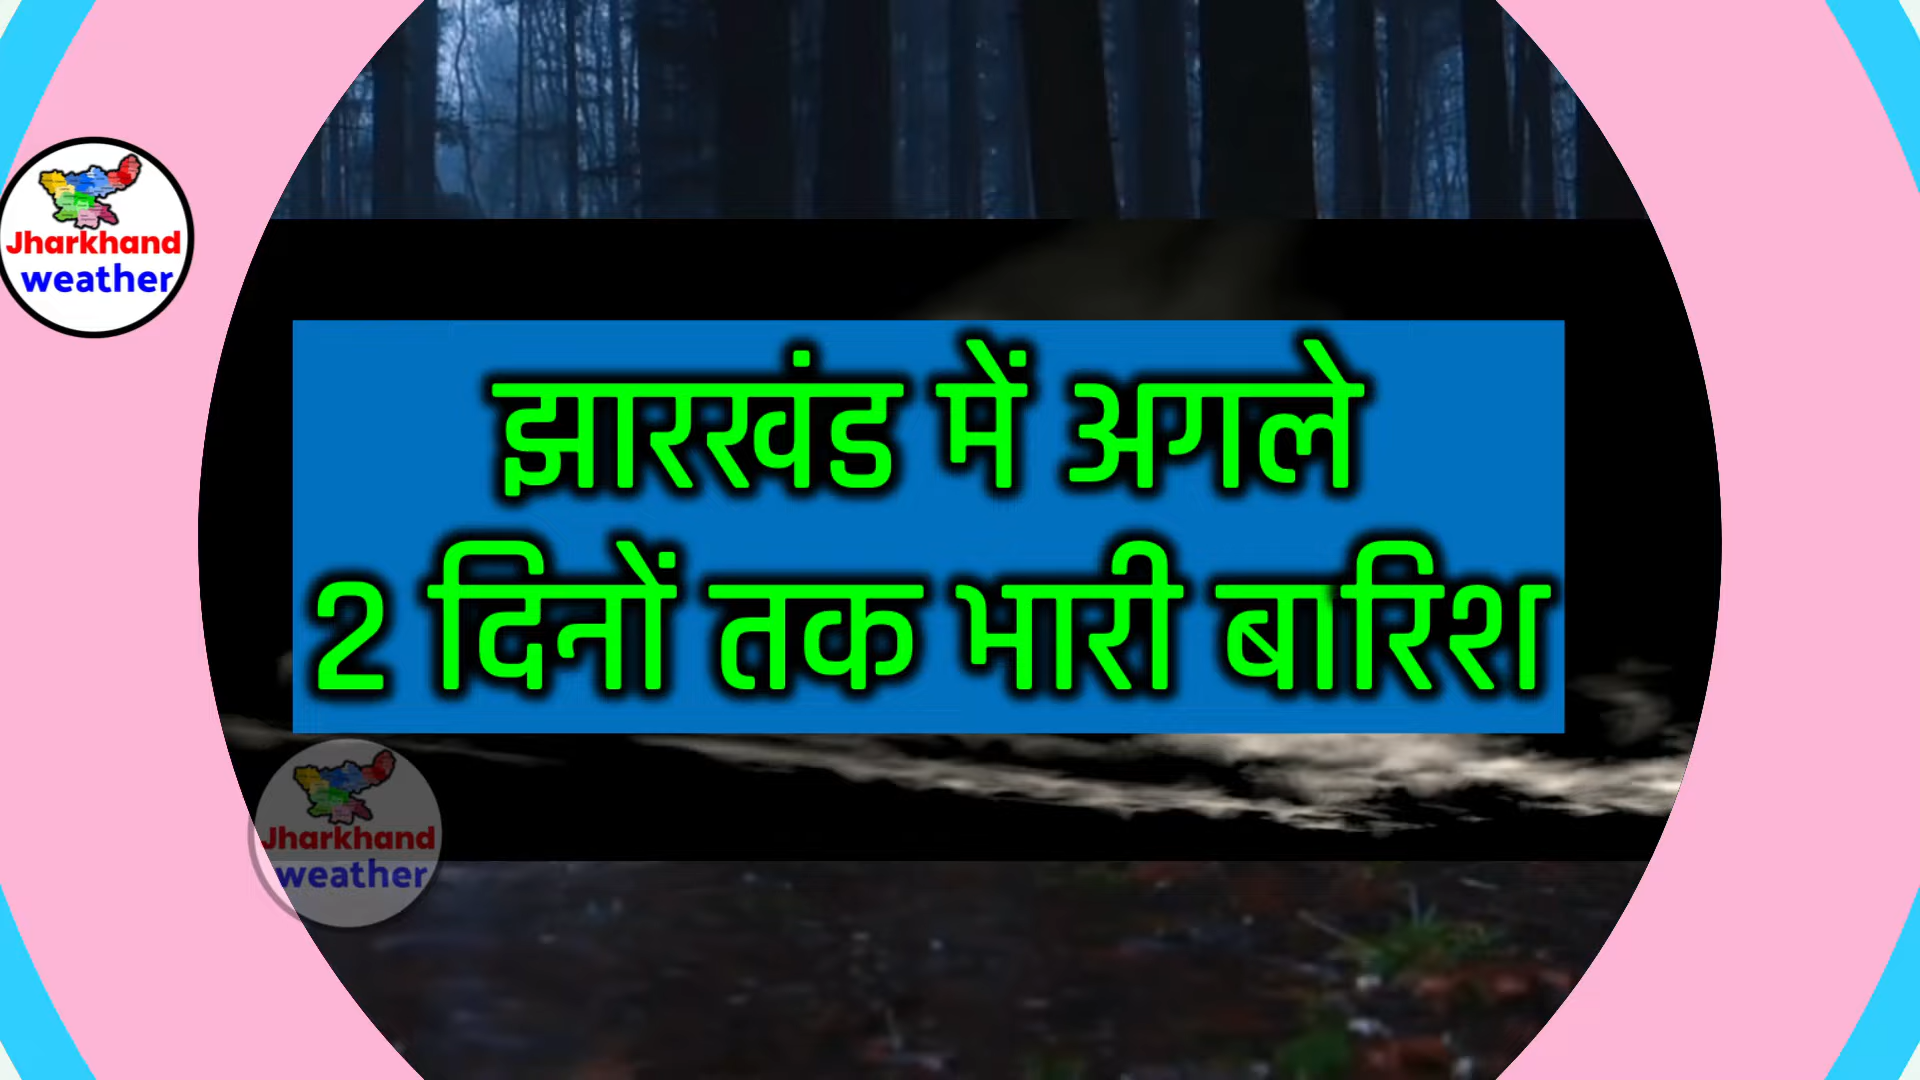 Jharkhand
weather
झारखंड में अगले
2 दिनों तक भारी बारिश
Jharkhand
weather